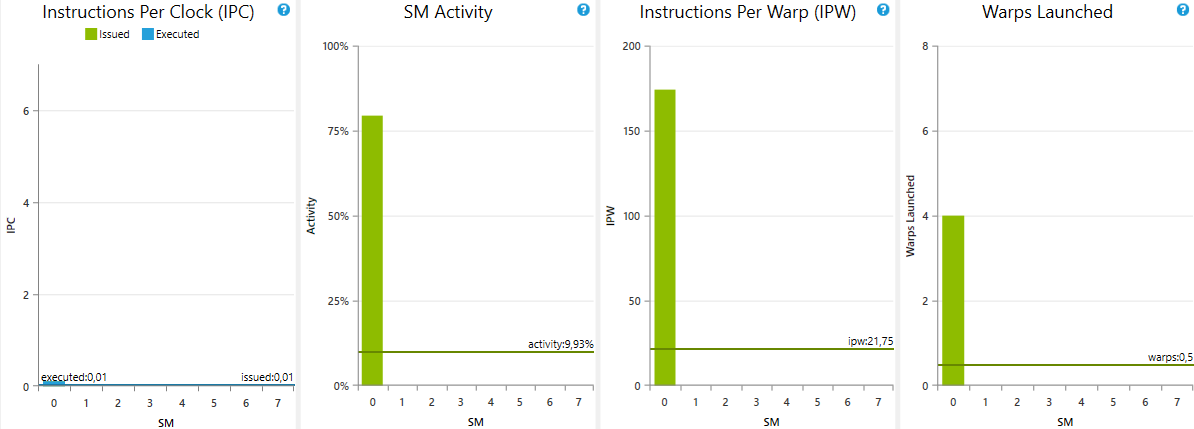 Instructions Per Clock (IPC) ?
Issued Executed
6
4
2
0
IPC
executed:0,01 issued:0,01
0 1 2 3 4 5 6 7
SM
SM Activity ?
100%
75%
50%
25%
0%
Activity
activity:9,93%
0 1 2 3 4 5 6 7
SM
Instructions Per Warp (IPW) ?
200
150
100
50
0
IPW
ipw:21,75
0 1 2 3 4 5 6 7
SM
Warps Launched ?
8
6
4
2
0
Warps Launched
warps:0,5
0 1 2 3 4 5 6 7
SM